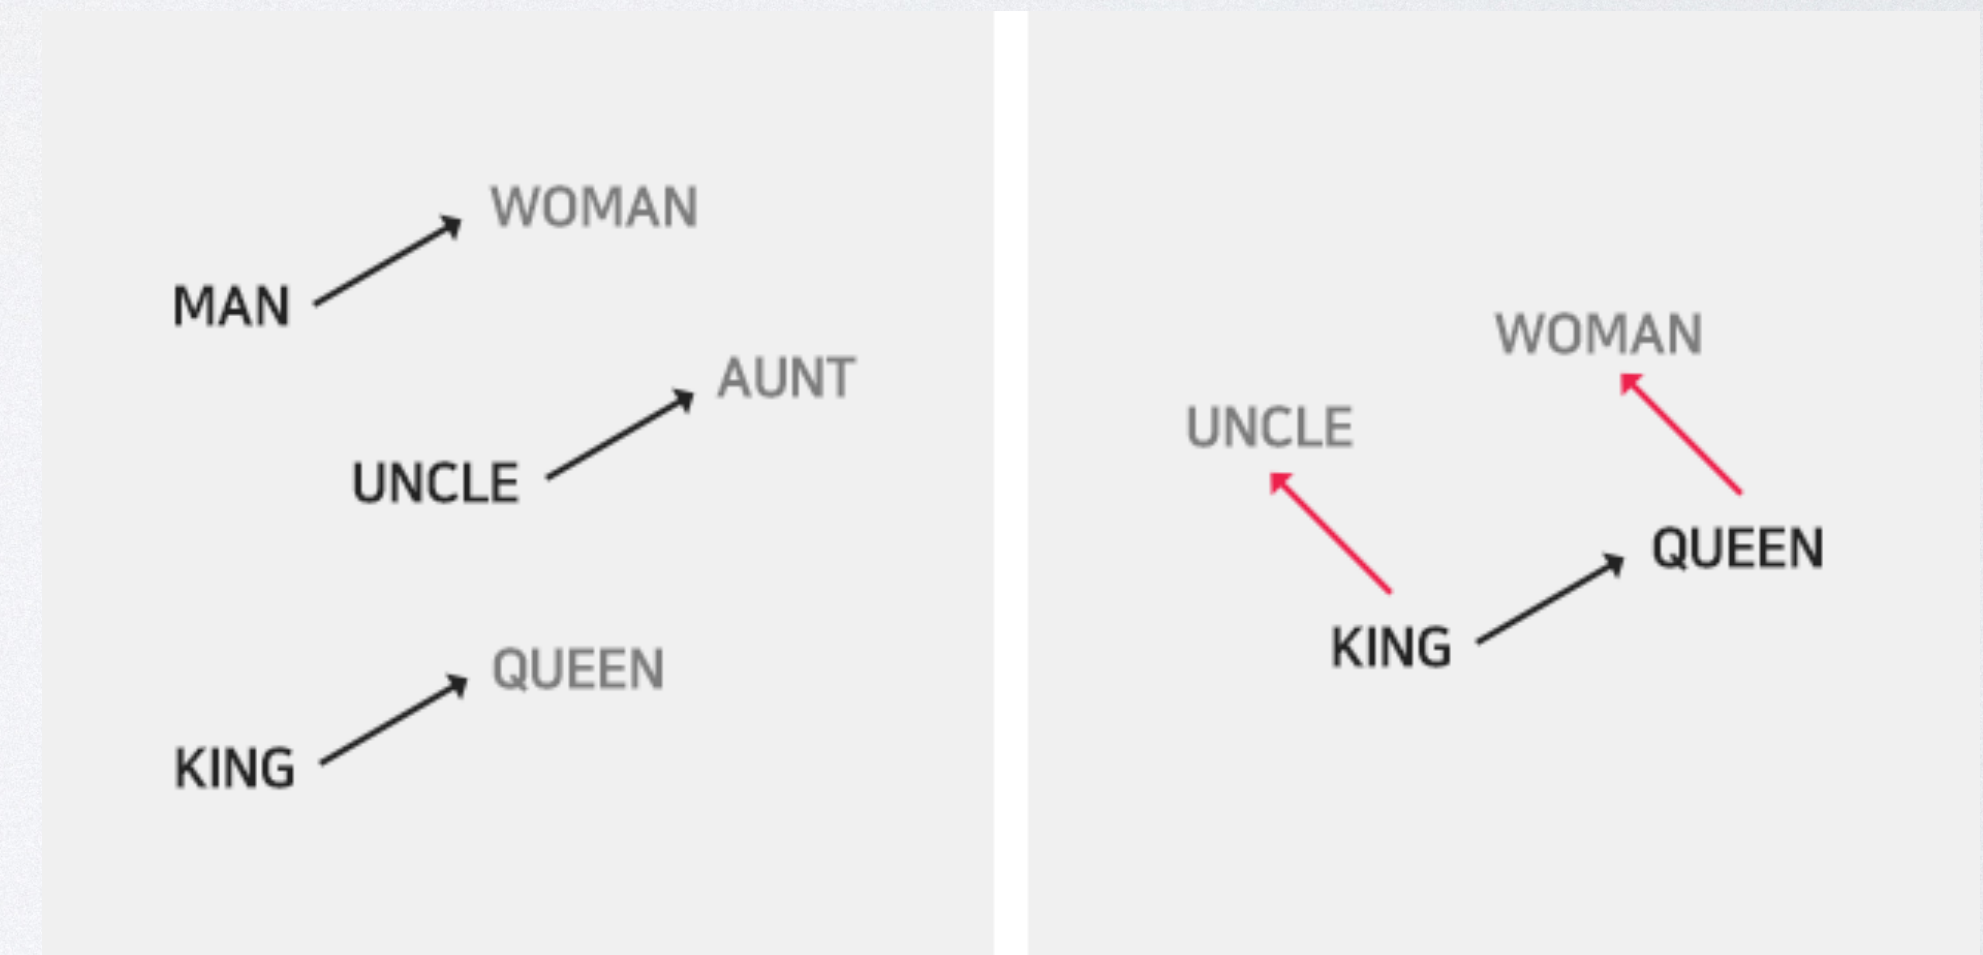 WOMAN
MAN
AUNT
UNCLE
QUEEN
KING
WOMAN
UNCLE
QUEEN
KING